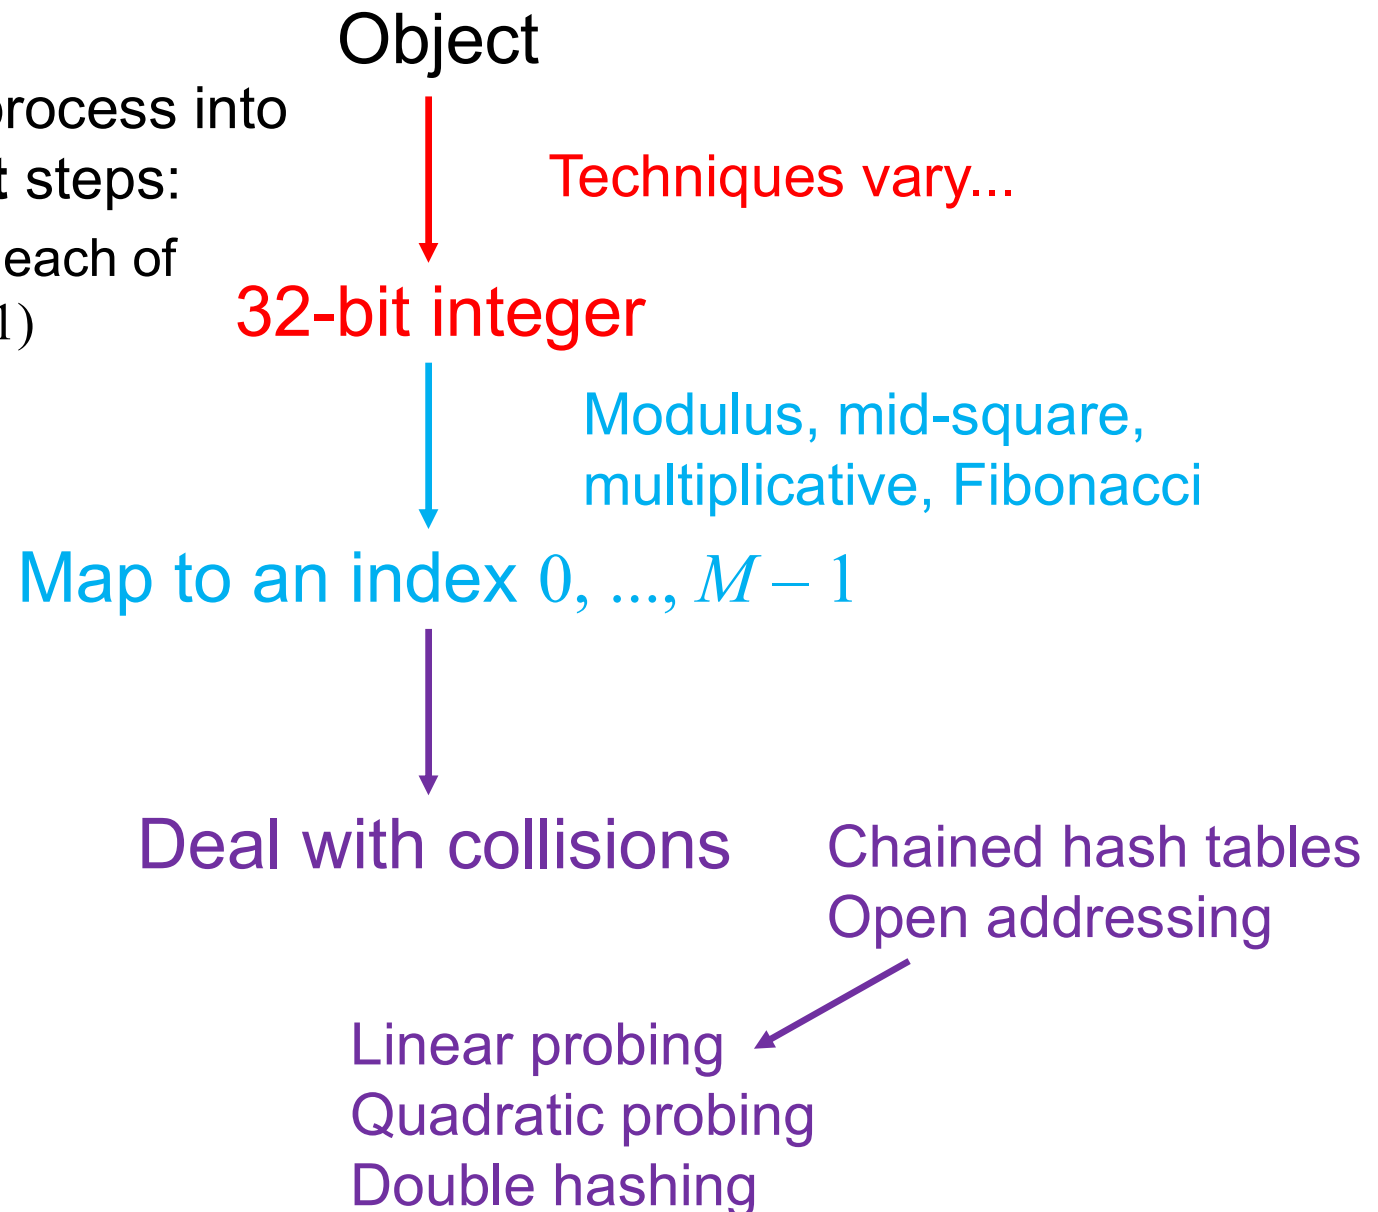 Object
process into
t steps:
each of
1)
Techniques vary...
32-bit integer
Modulus, mid-square,
multiplicative, Fibonacci
Map to an index 0, ..., M – 1
Deal with collisions
Chained hash tables
Open addressing
Linear probing
Quadratic probing
Double hashing